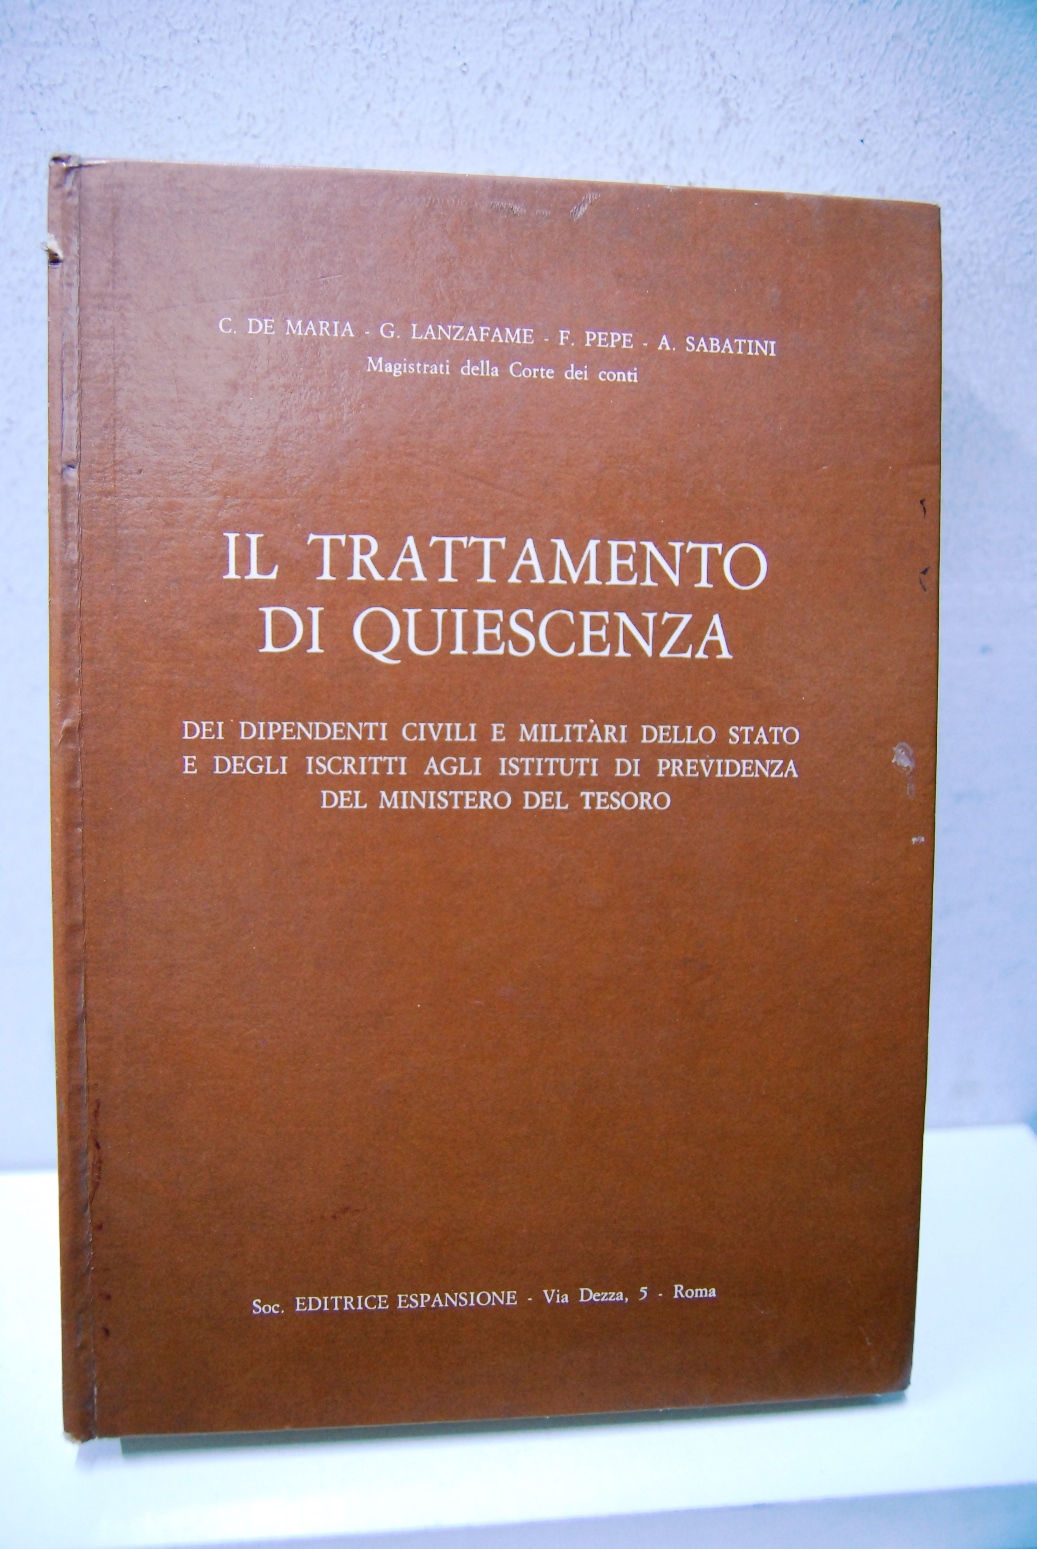 C. DE MARIA - G. LANZAFAME - F. PEPE - A. SABATINI
Magistrati della Corte dei conti
IL TRATTAMENTO
DI QUIESCENZA
DEI DIPENDENTI CIVILI E MILITARI DELLO STATO
E DEGLI ISCRITTI AGLI ISTITUTI DI PREVIDENZA
DEL MINISTERO DEL TESORO
Soc. EDITRICE ESPANSIONE - Via Dezza, 5 - Roma